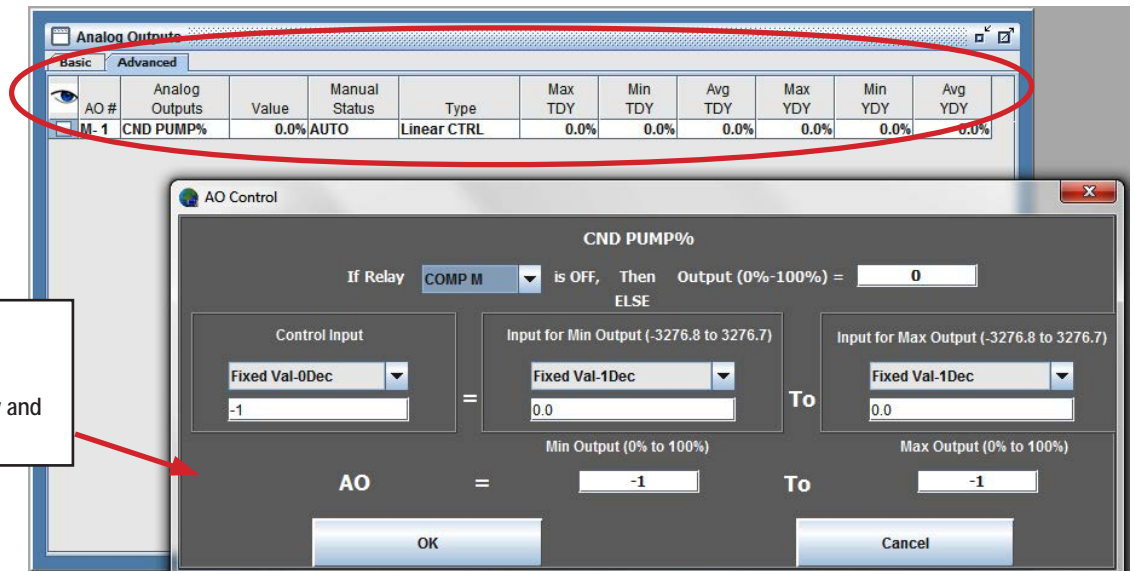 Analog Outputs
Basic Advanced
AO # Analog Outputs Value Manual Status Type Max TDY Min TDY Avg TDY Max YDY Min YDY Avg YDY
M- 1 CND PUMP% 0.0% AUTO Linear CTRL 0.0% 0.0% 0.0% 0.0% 0.0% 0.0%
AO Control
CND PUMP%
If Relay COMP M is OFF, Then Output (0%-100%) = 0
ELSE
Control Input Input for Min Output (-3276.8 to 3276.7) Input for Max Output (-3276.8 to 3276.7)
Fixed Val-0Dec Fixed Val-1Dec Fixed Val-1Dec
-1 = 0.0 To 0.0
and
Min Output (0% to 100%) Max Output (0% to 100%)
AO = -1 To -1
OK Cancel